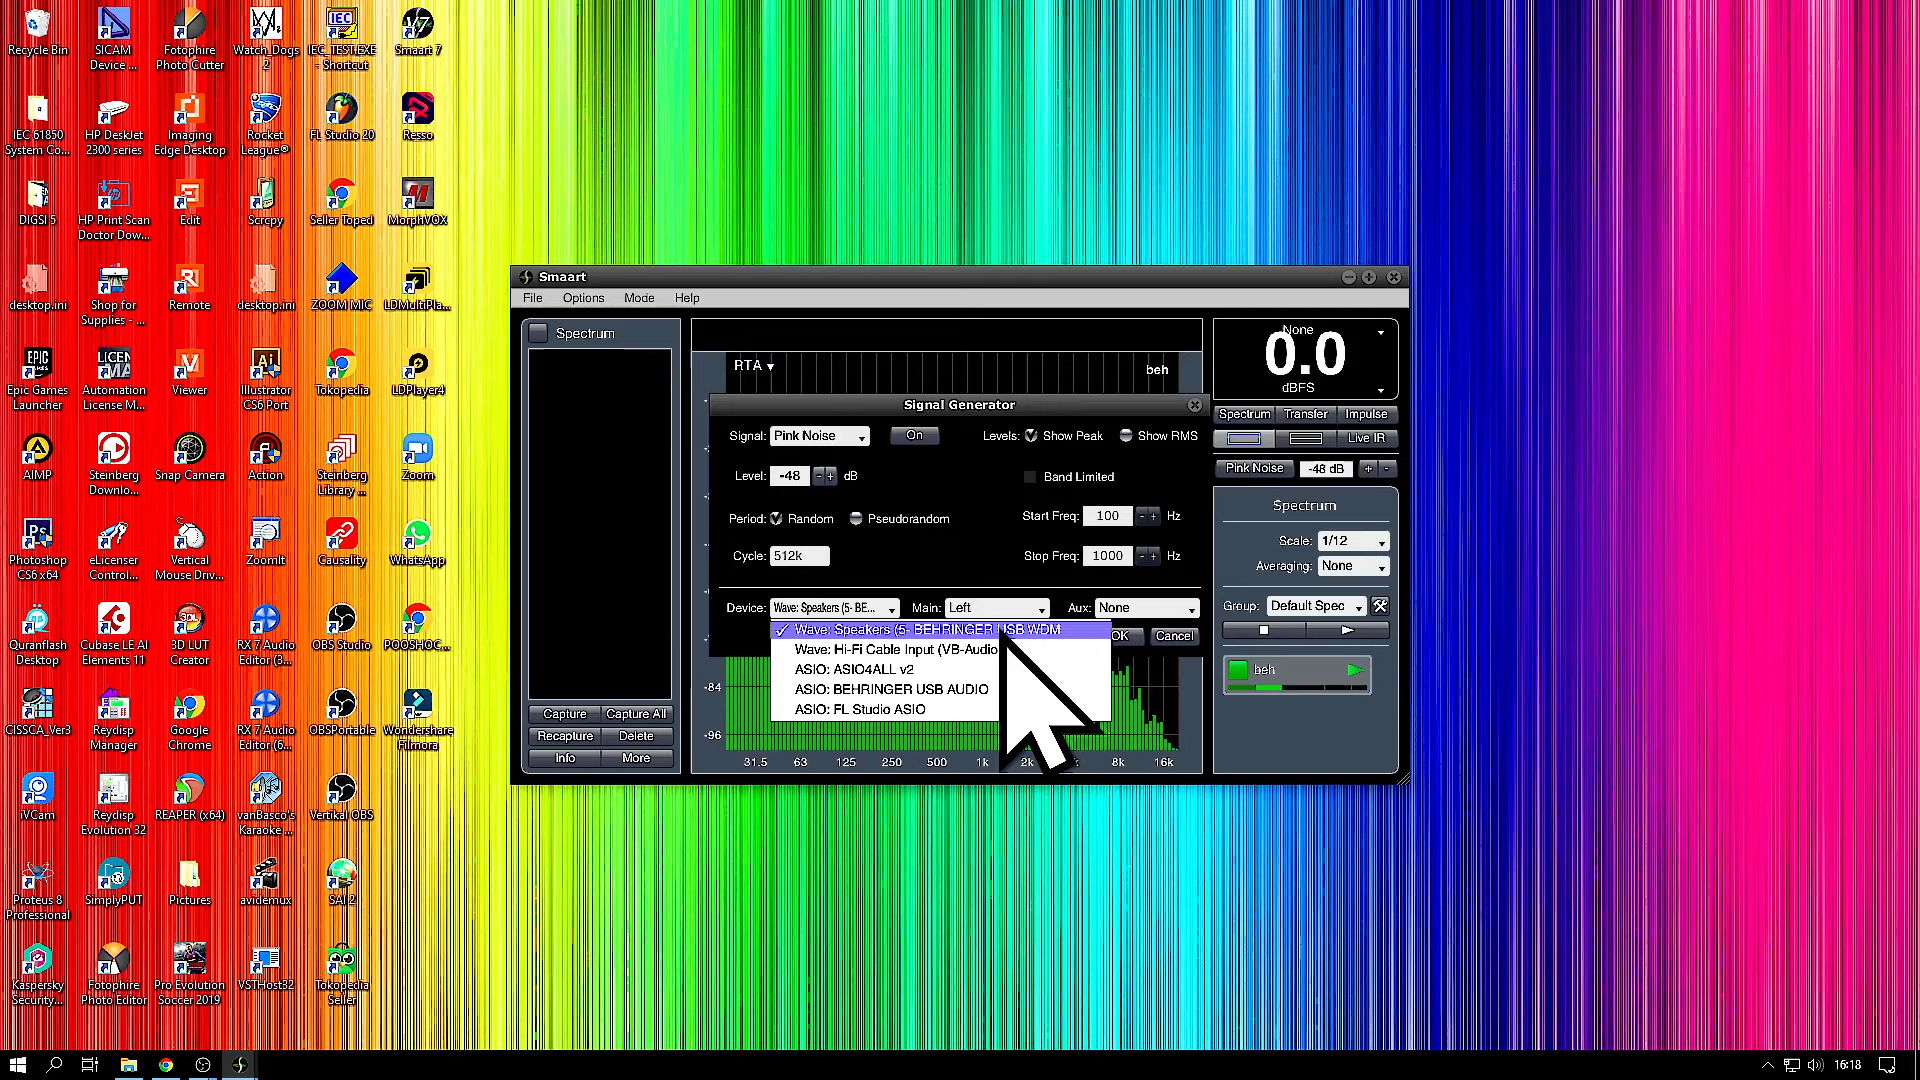 Recycle Bin
SICAM
Device ...
Fotophire
Photo Cutter
Watch_Dogs
2
IEC_TEST.EXE
- Shortcut
Smaart 7
IEC 61850
System Co...
HP DeskJet
2300 series
Imaging
Edge Desktop
Rocket
League®
FL Studio 20
Resso
DIGSI 5
HP Print Scan
Doctor Dow...
Edit
Scrcpy
Seller Toped
MorphVOX
desktop.ini
Shop for
Supplies - ...
Remote
desktop.ini
ZOOM MIC
LDMultiPla...
Epic Games
Launcher
Automation
License M...
Viewer
Illustrator
CS6 Port
Tokopedia
LDPlayer4
AIMP
Steinberg
Downlo...
Snap Camera
Action
Steinberg
Library ...
Zoom
Photoshop
CS6 x64
eLicenser
Control...
Vertical
Mouse Driv...
ZoomIt
Causality
WhatsApp
Quranflash
Desktop
Cubase LE AI
Elements 11
3D LUT
Creator
RX 7 Audio
Editor (3...
OBS Studio
POOSHOC...
CISSCA_Ver3
Reydisp
Manager
Google
Chrome
RX 7 Audio
Editor (6...
OBSPortable
Wondershare
Filmora
iVCam
Reydisp
Evolution 32
REAPER (x64)
vanBasco's
Karaoke ...
Vertikal OBS
Proteus 8
Professional
SimplyPUT
Pictures
avidemux
SAI 2
Kaspersky
Security...
Fotophire
Photo Editor
Pro Evolution
Soccer 2019
VSTHost32
Tokopedia
Seller
Smaart
File Options Mode Help
Spectrum
Capture Capture All
Recapture Delete
Info More
RTA
beh
Signal Generator
Signal: Pink Noise On Levels: Show Peak Show RMS
Level: -48 - + dB Band Limited
Period: Random Pseudorandom Start Freq: 100 - + Hz
Cycle: 512k Stop Freq: 1000 - + Hz
Device: Wave: Speakers (5- BE... Main: Left Aux: None
Wave: Speakers (5- BEHRINGER USB WDM
OK Cancel
Wave: Hi-Fi Cable Input (VB-Audio
ASIO: ASIO4ALL v2
ASIO: BEHRINGER USB AUDIO
ASIO: FL Studio ASIO
-84
-96
31.5 63 125 250 500 1k 2k 8k 16k
None
0.0
dBFS
Spectrum Transfer Impulse
Live IR
Pink Noise -48 dB + -
Spectrum
Scale: 1/12
Averaging: None
Group: Default Spec
beh
16:18